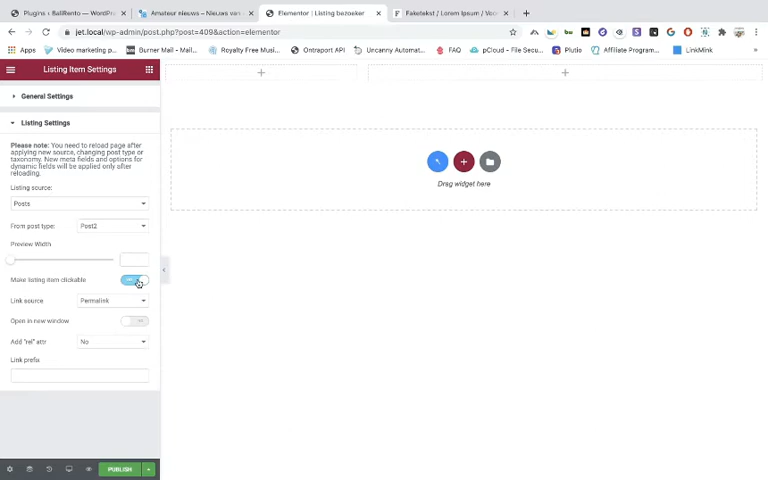 Plugins ‹ BaliRento — WordPr
Amateur nieuws – Nieuws van
Elementor | Listing bezoeker
Faketekst / Lorem Ipsum / Voo
jet.local/wp-admin/post.php?post=409&action=elementor
Apps
Video marketing p...
Burner Mail - Mail...
Royalty Free Musi...
Ontraport API
Uncanny Automat...
FAQ
pCloud - File Secu...
Plutio
Affiliate Program...
LinkMink
Listing Item Settings
General Settings
Listing Settings
Please note: You need to reload page after
applying new source, changing post type or
taxonomy. New meta fields and options for
dynamic fields will be applied only after
reloading.
Listing source:
Posts
From post type:
Post2
Preview Width
Make listing item clickable
Link source
Permalink
Open in new window
Add "rel" attr
No
Link prefix
PUBLISH
Drag widget here